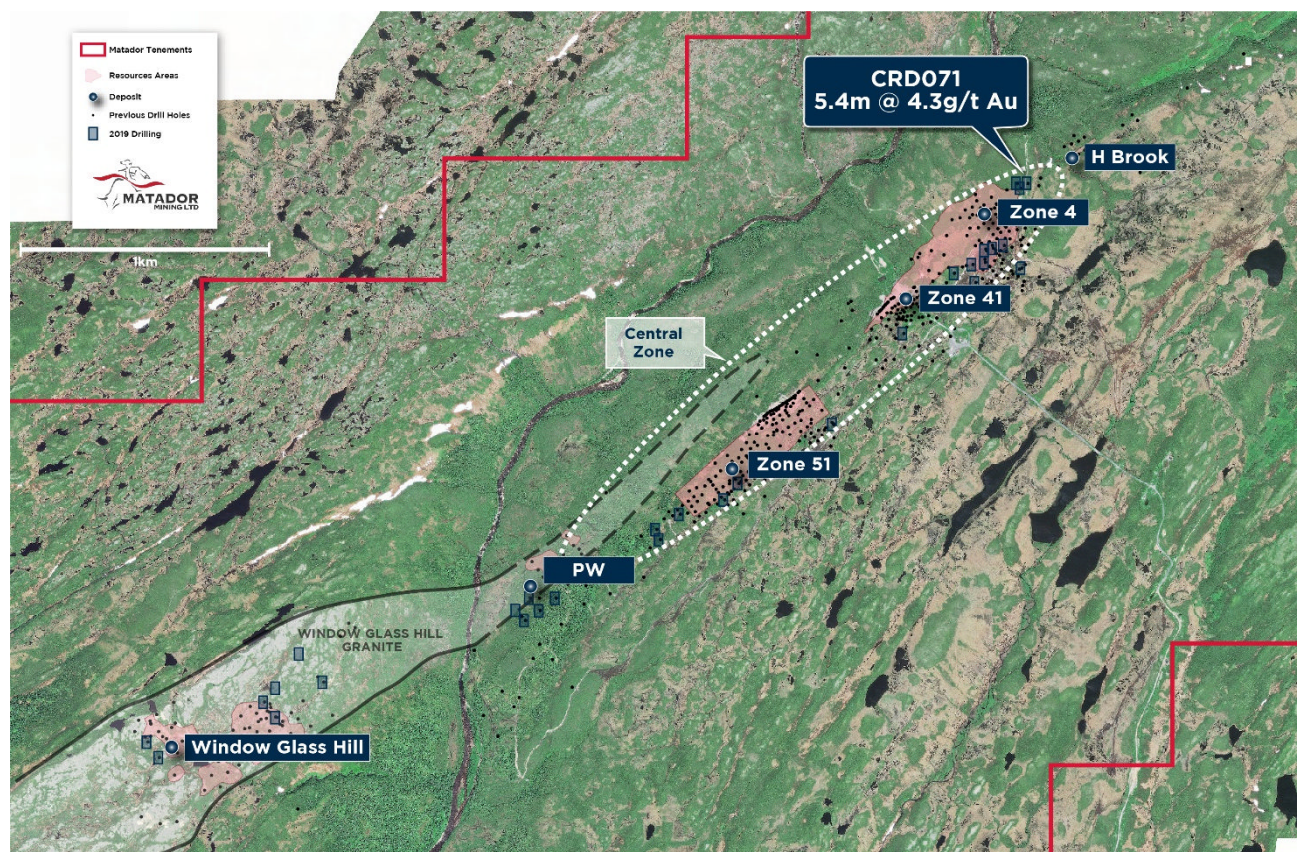 Matador Tenements
Resources Areas
Deposit
Previous Drill Holes
2019 Drilling
MATADOR
MINING LTD
1km
CRD071
5.4m @ 4.3g/t Au
H Brook
Zone 4
Zone 41
Central
Zone
Zone 51
PW
WINDOW GLASS HILL
GRANITE
Window Glass Hill